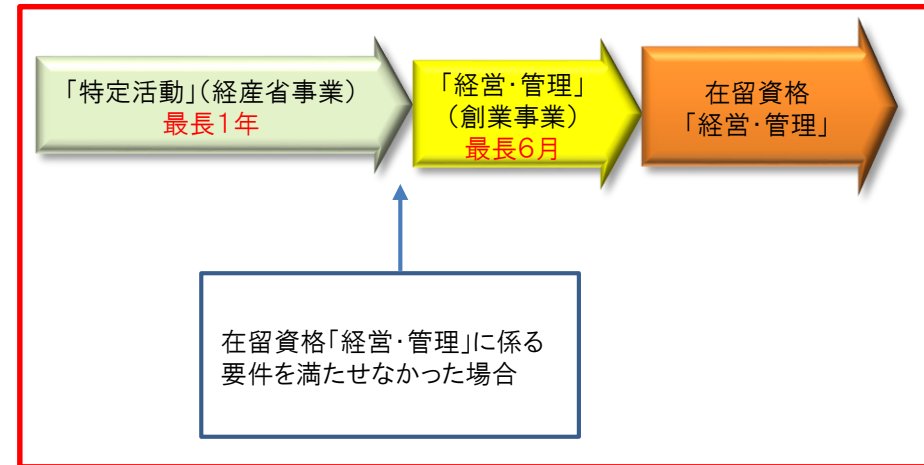 「特定活動」(経産省事業)
最長1年
「経営・管理」
(創業事業)
最長6月
在留資格
「経営・管理」
在留資格「経営・管理」に係る
要件を満たせなかった場合